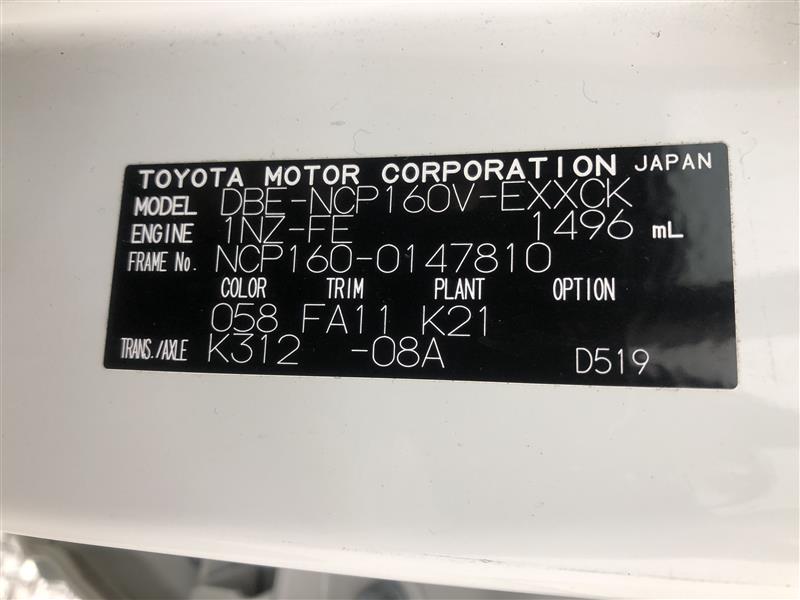 TOYOTA MOTOR CORPORATION JAPAN
MODEL DBE-NCP160V-EXXCK
ENGINE 1NZ-FE 1496 mL
FRAME No. NCP160-0147810
COLOR TRIM PLANT OPTION
058 FA11 K21
TRANS./AXLE K312 -08A D519